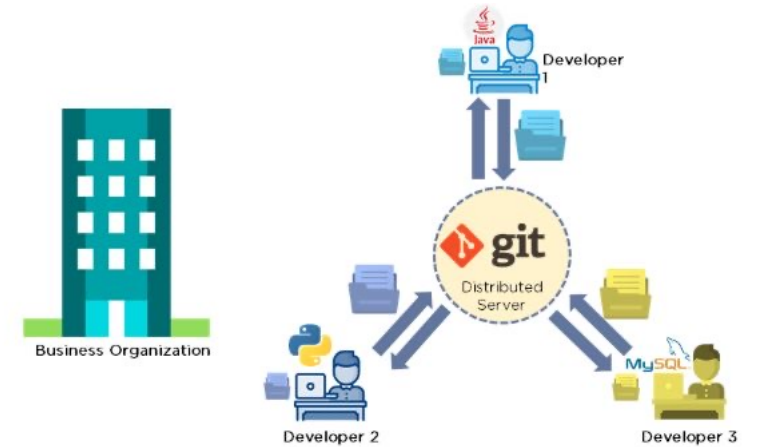 Java
Developer
1
git
Distributed
Server
Business Organization
MySQL
Developer 2
Developer 3